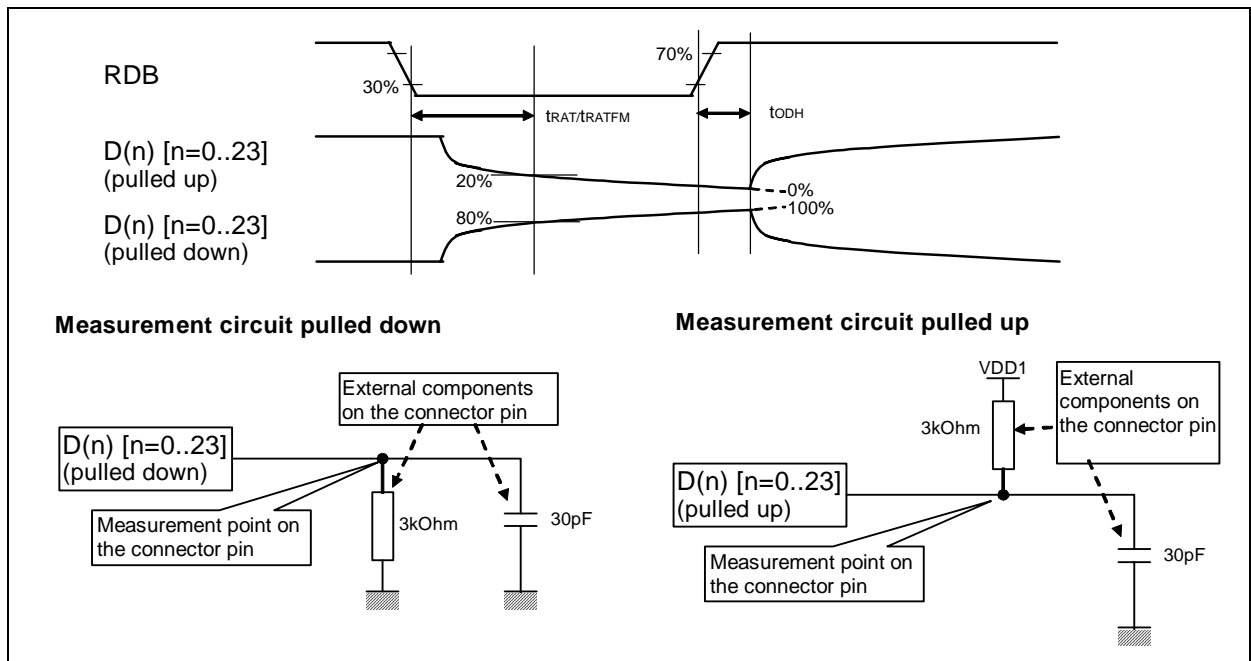 RDB
70%
30%
tRAT/tRATFM
tODH
D(n) [n=0..23]
(pulled up)
20%
0%
100%
D(n) [n=0..23]
(pulled down)
80%
Measurement circuit pulled down
External components
on the connector pin
D(n) [n=0..23]
(pulled down)
Measurement point on
the connector pin
3kOhm
30pF
Measurement circuit pulled up
VDD1
External
components on
the connector pin
3kOhm
D(n) [n=0..23]
(pulled up)
Measurement point on
the connector pin
30pF